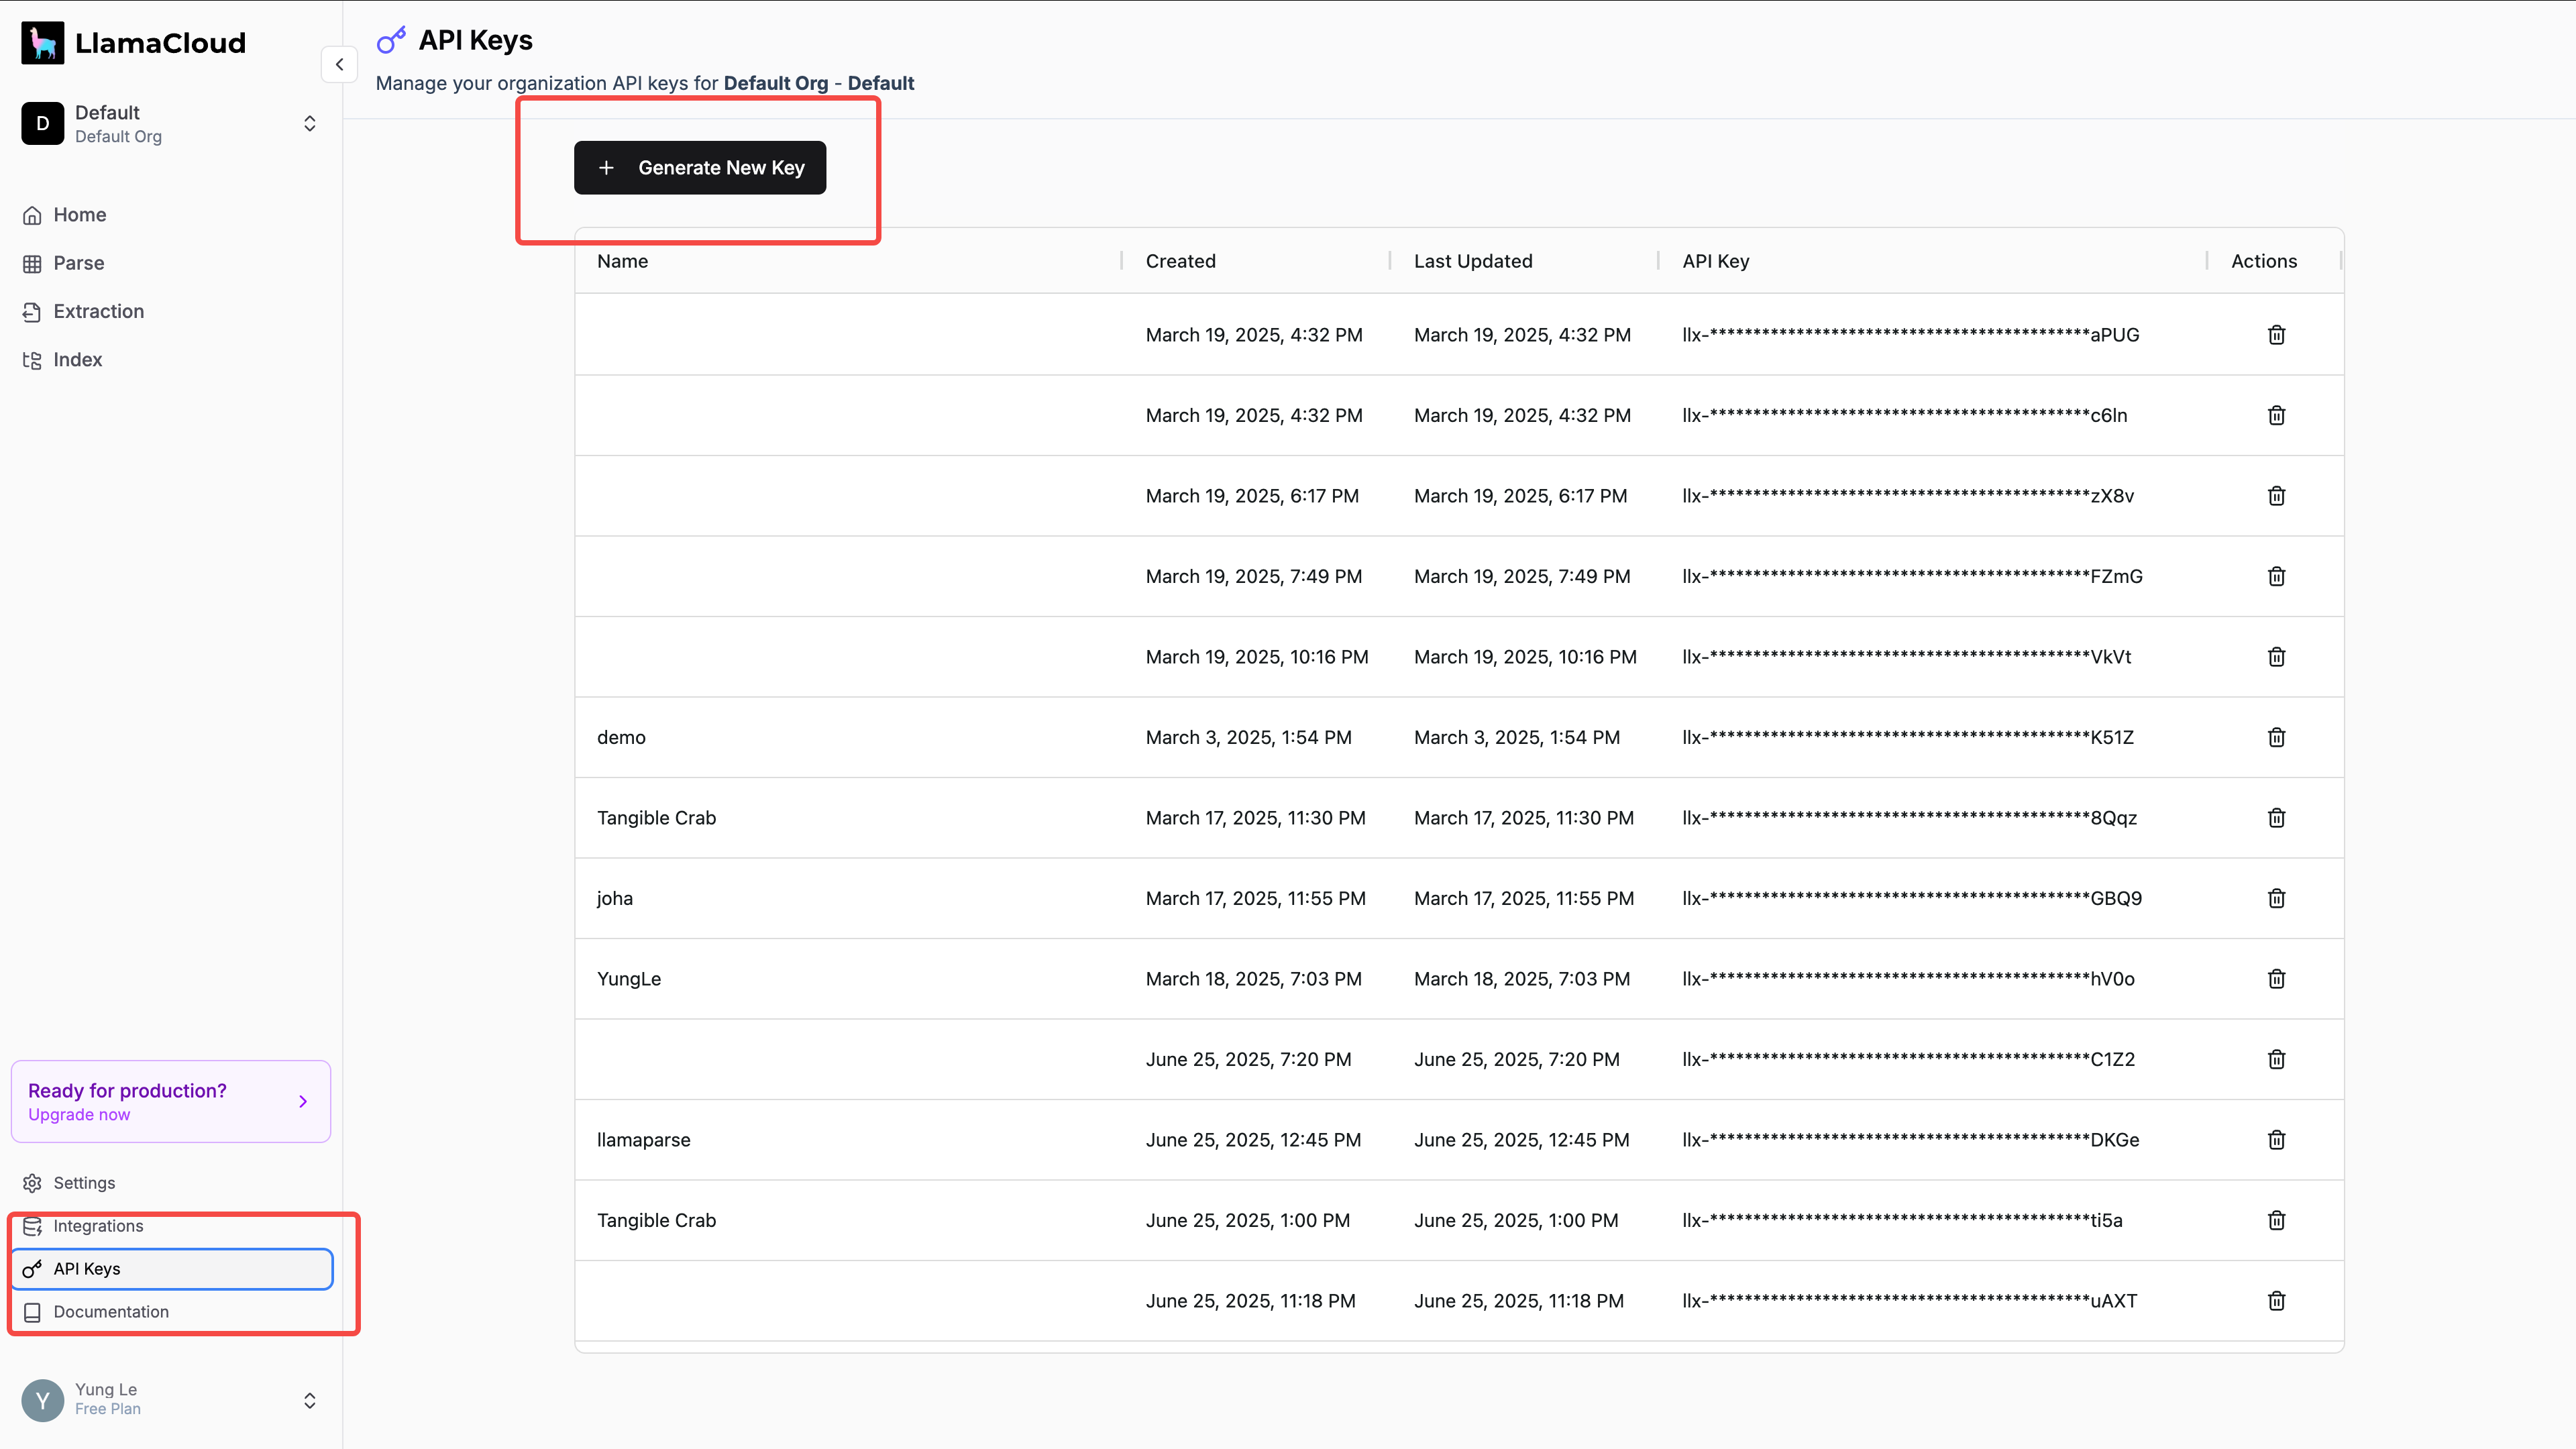 LlamaCloud
D
Default
Default Org
Home
Parse
Extraction
Index
Ready for production?
Upgrade now
Settings
Integrations
API Keys
Documentation
Y
Yung Le
Free Plan
API Keys
Manage your organization API keys for Default Org - Default
+ Generate New Key
Name Created Last Updated API Key Actions
March 19, 2025, 4:32 PM March 19, 2025, 4:32 PM llx-********************************************aPUG
March 19, 2025, 4:32 PM March 19, 2025, 4:32 PM llx-********************************************c6ln
March 19, 2025, 6:17 PM March 19, 2025, 6:17 PM llx-********************************************zX8v
March 19, 2025, 7:49 PM March 19, 2025, 7:49 PM llx-********************************************FZmG
March 19, 2025, 10:16 PM March 19, 2025, 10:16 PM llx-********************************************VkVt
demo March 3, 2025, 1:54 PM March 3, 2025, 1:54 PM llx-********************************************K51Z
Tangible Crab March 17, 2025, 11:30 PM March 17, 2025, 11:30 PM llx-********************************************8Qqz
joha March 17, 2025, 11:55 PM March 17, 2025, 11:55 PM llx-********************************************GBQ9
YungLe March 18, 2025, 7:03 PM March 18, 2025, 7:03 PM llx-********************************************hV0o
June 25, 2025, 7:20 PM June 25, 2025, 7:20 PM llx-********************************************C1Z2
llamaparse June 25, 2025, 12:45 PM June 25, 2025, 12:45 PM llx-********************************************DKGe
Tangible Crab June 25, 2025, 1:00 PM June 25, 2025, 1:00 PM llx-********************************************ti5a
June 25, 2025, 11:18 PM June 25, 2025, 11:18 PM llx-********************************************uAXT